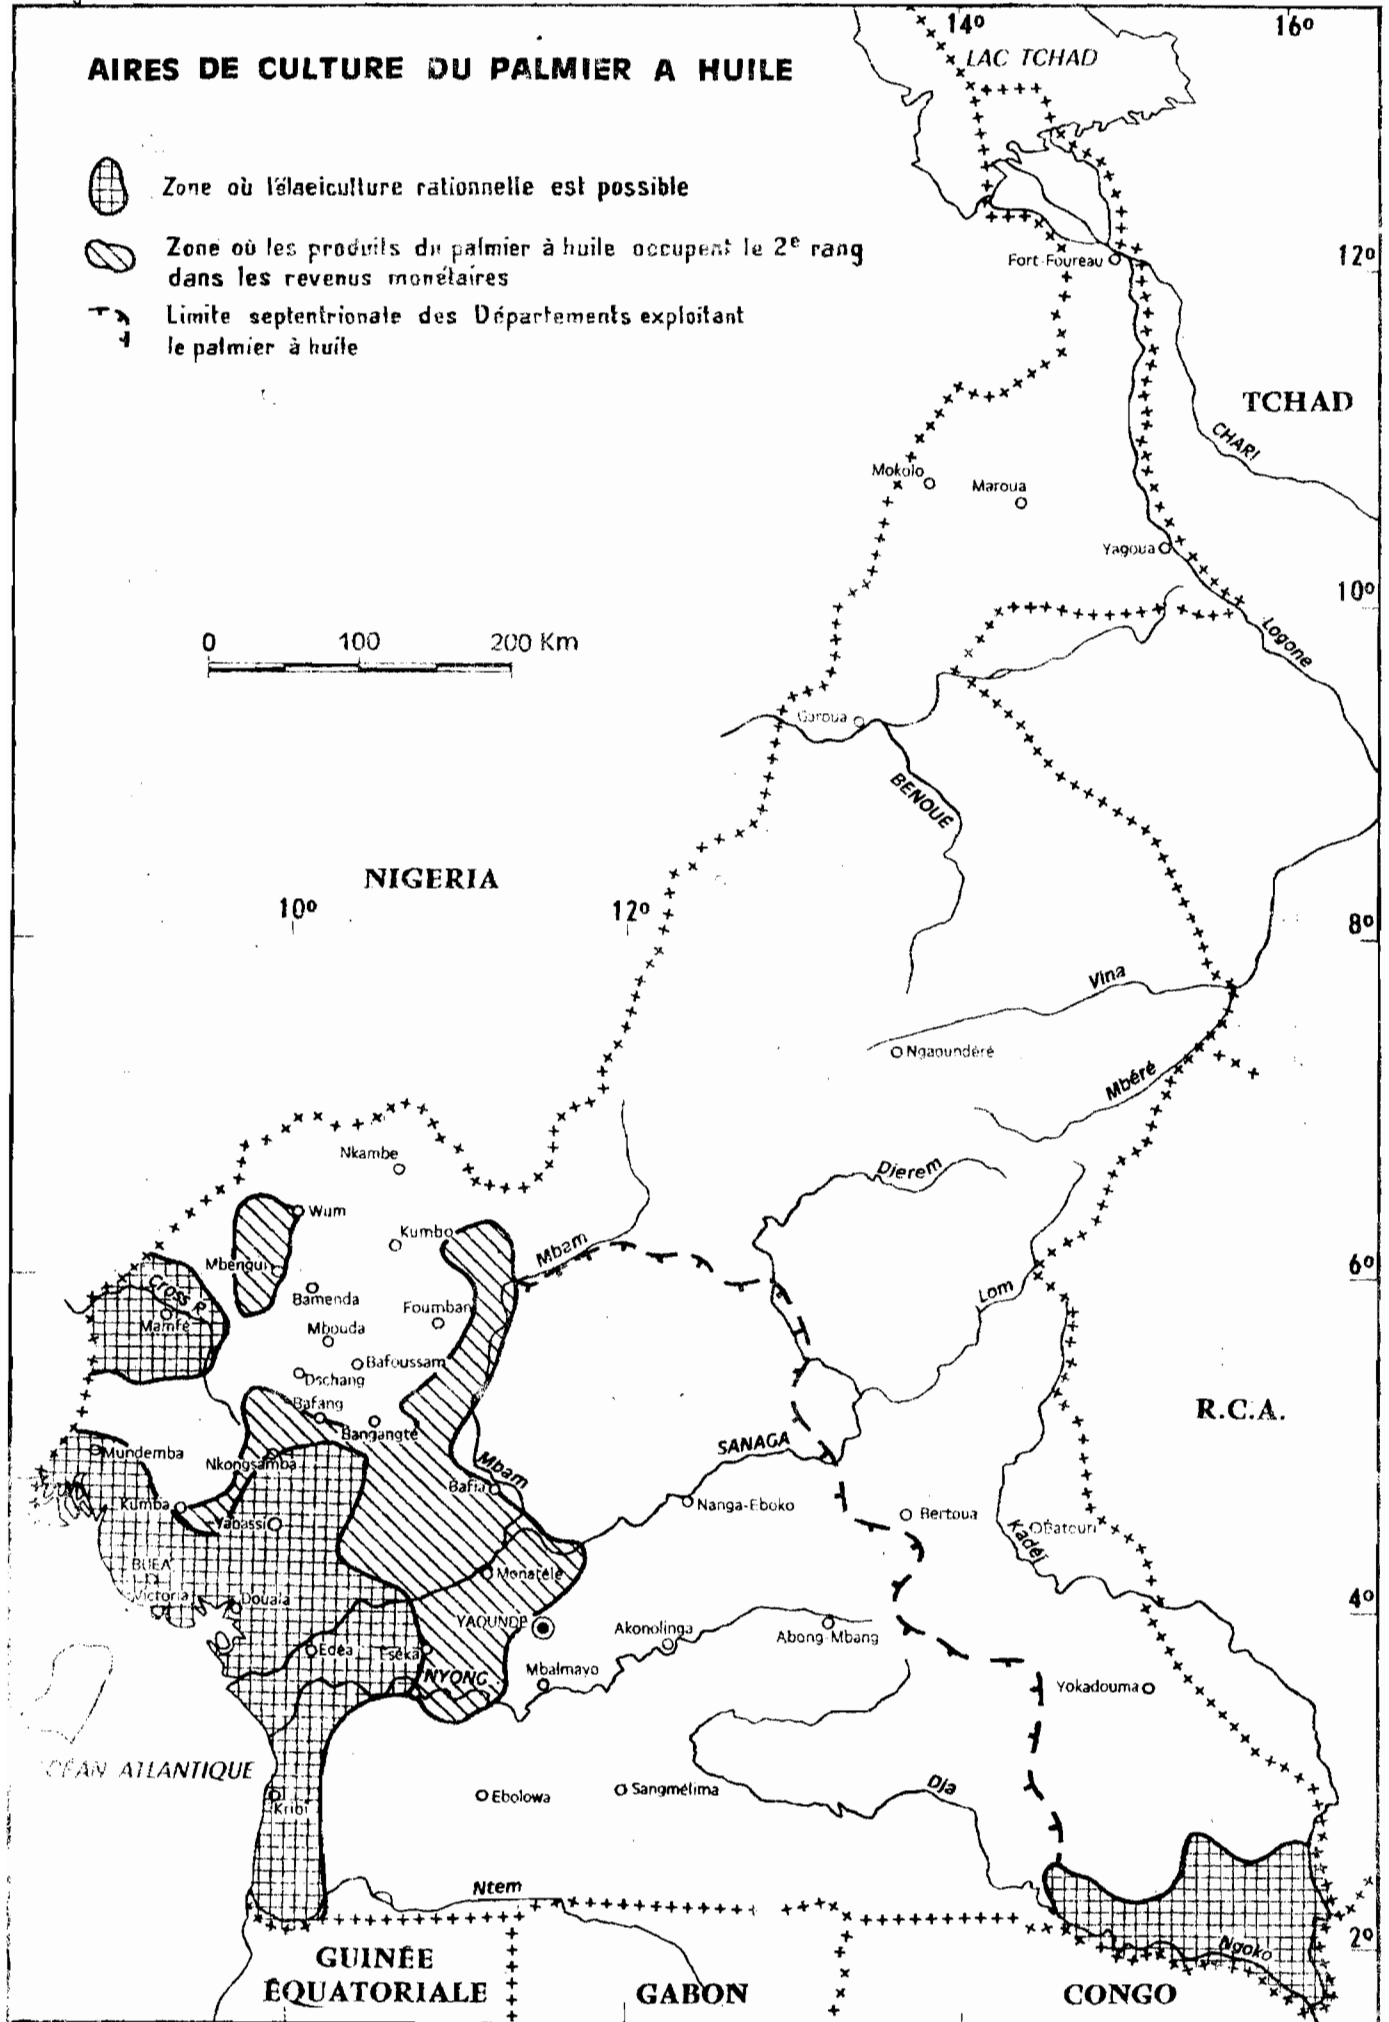 14º
16º
LAC TCHAD
AIRES DE CULTURE DU PALMIER A HUILE
Zone où l'élaeiculture rationnelle est possible
Zone où les produits du palmier à huile occupent le 2e rang
dans les revenus monétaires
Limite septentrionale des Départements exploitant
le palmier à huile
12º
Fort-Foureau
TCHAD
CHARI
Mokolo
Maroua
Yagoua
10º
0 100 200 Km
Logone
Garoua
BENOUE
NIGERIA
10º
12º
8º
Vina
Ngaoundéré
Mbéré
Nkambe
Djerem
Wum
Kumbo
Mbam
Mbengui
6º
Cross R.
Bamenda
Lom
Mamfé
Foumban
Mbouda
Bafoussam
Dschang
Bafang
R.C.A.
Bangangté
SANAGA
Mundemba
Nkongsamba
Mbam
Bafia
Kumba
Nanga-Eboko
Yabassi
Bertoua
Batouri
Kadéi
BUEA
Monatélé
Victoria
Douala
4º
YAOUNDE
Akonolinga
Abong-Mbang
Edéa
Eséka
NYONG
Mbalmayo
Yokadouma
OCÉAN ATLANTIQUE
Kribi
Ebolowa
Sangmélima
Dja
Ntem
Ngoko
2º
GUINÉE
ÉQUATORIALE
GABON
CONGO